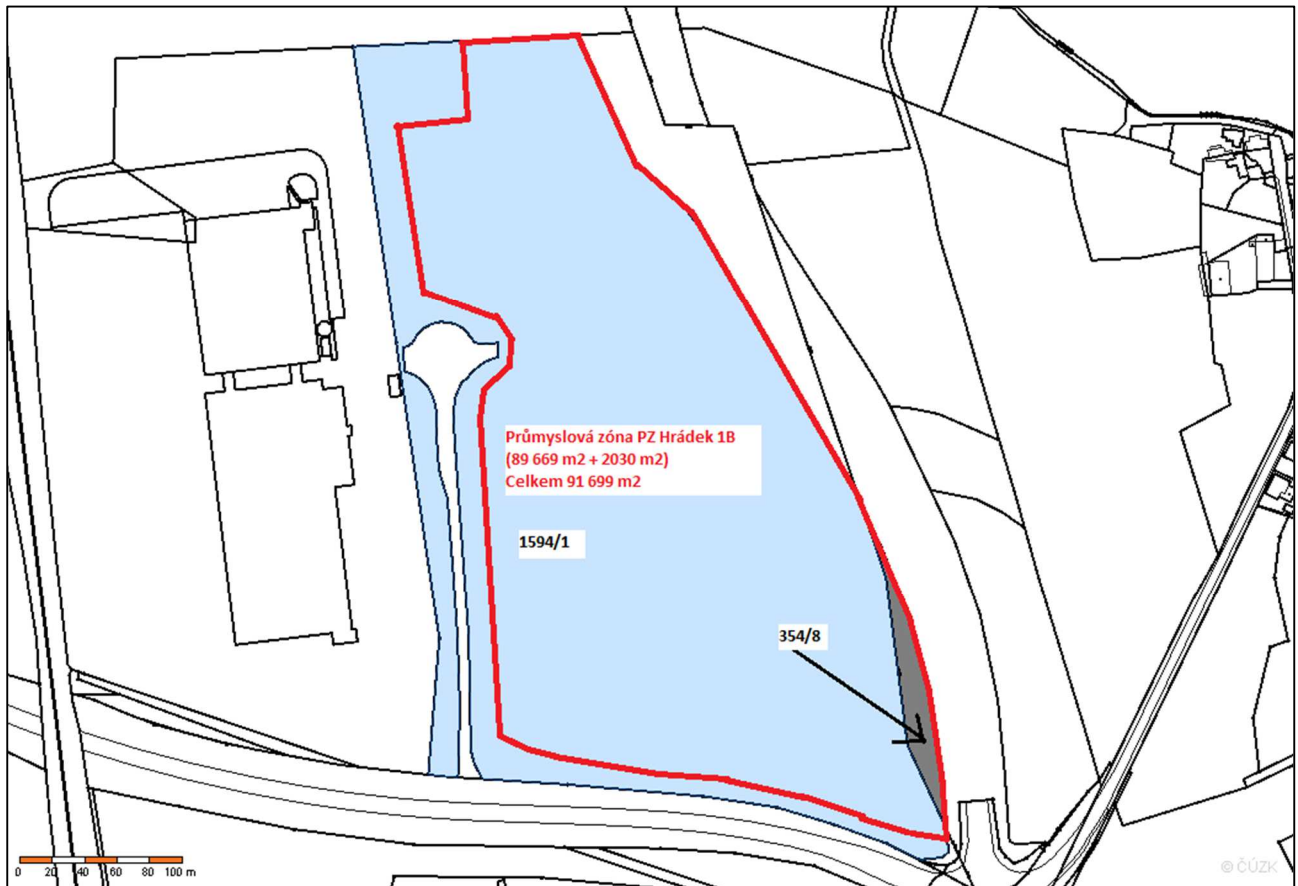 Průmyslová zóna PZ Hrádek 1B
(89 669 m2 + 2030 m2)
Celkem 91 699 m2
1594/1
354/8
0 20 40 60 80 100 m
© ČÚZK